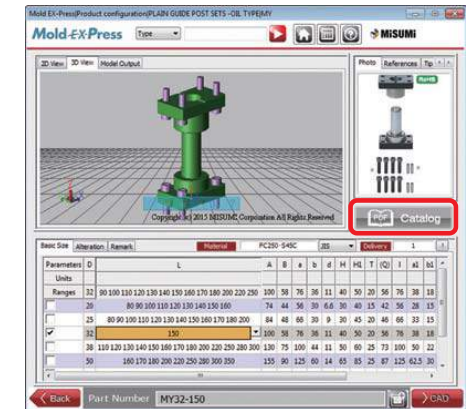 Mold EX-Press|Product configuration|PLAIN GUIDE POST SETS -OIL TYPE|MY
Mold EX-Press Type MiSUMi
2D View 3D View Model Output Photo References Tip
RoHS
Copyright (c) 2015 MISUMI Corporation All Rights Reserved
PDF Catalog
Basic Size Alteration Remark Material FC250·S45C JIS Delivery 1
Parameters D L A B a b d H H1 T (Q) I a1 b1
Units
Ranges 32 90 100 110 120 130 140 150 160 170 180 200 220 250 100 58 76 36 11 40 50 20 56 76 38 18
20 80 90 100 110 120 130 140 150 160 74 44 56 30 6.6 30 40 15 42 56 28 15
25 80 90 100 110 120 130 140 150 160 170 180 200 84 48 65 30 9 30 45 20 46 66 33 15
32 150 100 58 76 36 11 40 50 20 56 76 38 18
38 110 120 130 140 150 160 170 180 200 220 250 280 300 130 75 100 44 11 50 60 25 73 100 50 22
50 160 170 180 200 220 250 280 300 350 155 90 125 60 14 65 85 25 87 125 62.5 30
Back Part Number MY32-150 CAD